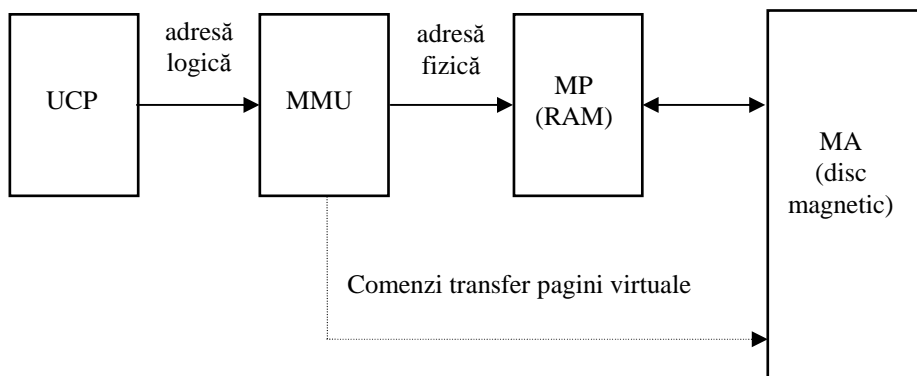 UCP
adresă
logică
MMU
adresă
fizică
MP
(RAM)
MA
(disc
magnetic)
Comenzi transfer pagini virtuale